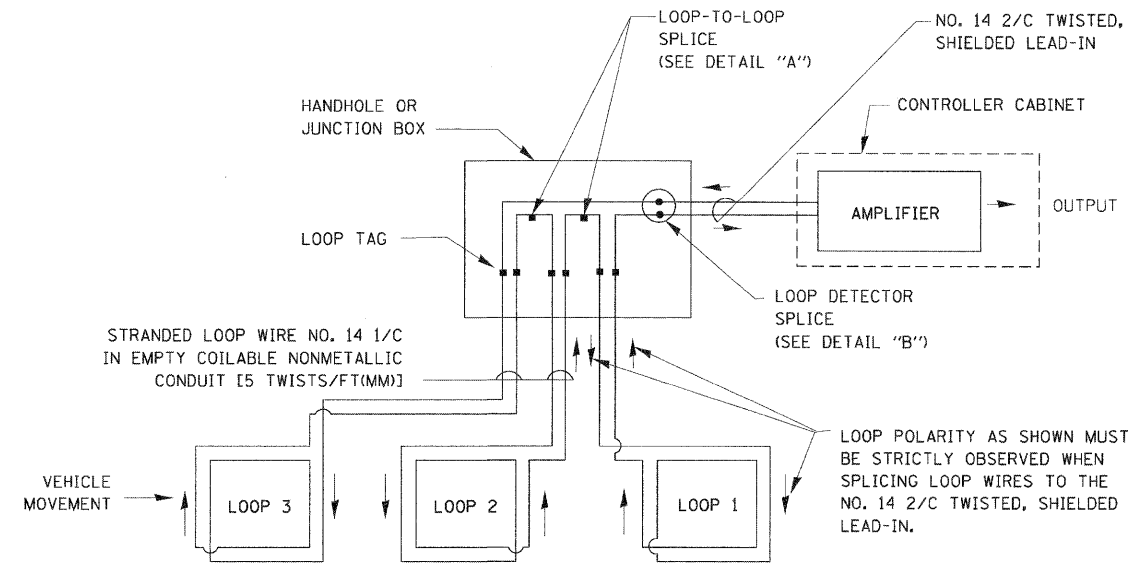 LOOP-TO-LOOP
SPLICE
(SEE DETAIL "A")
NO. 14 2/C TWISTED,
SHIELDED LEAD-IN
HANDHOLE OR
JUNCTION BOX
CONTROLLER CABINET
AMPLIFIER
OUTPUT
LOOP TAG
LOOP DETECTOR
SPLICE
(SEE DETAIL "B")
STRANDED LOOP WIRE NO. 14 1/C
IN EMPTY COILABLE NONMETALLIC
CONDUIT [5 TWISTS/FT(MM)]
LOOP POLARITY AS SHOWN MUST
BE STRICTLY OBSERVED WHEN
SPLICING LOOP WIRES TO THE
NO. 14 2/C TWISTED, SHIELDED
LEAD-IN.
VEHICLE
MOVEMENT
LOOP 3
LOOP 2
LOOP 1